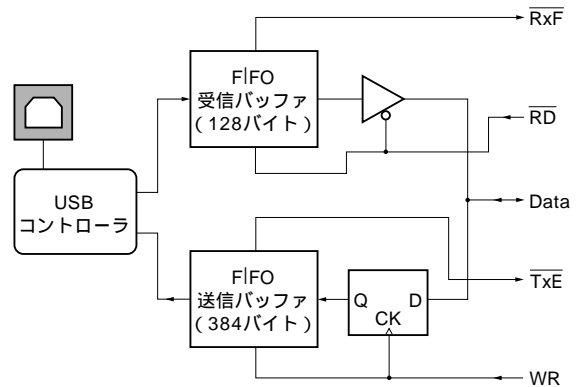 RxF
FIFO
受信バッファ
(128バイト)
RD
USB
コントローラ
Data
FIFO
送信バッファ
(384バイト)
Q D
CK
TxE
WR